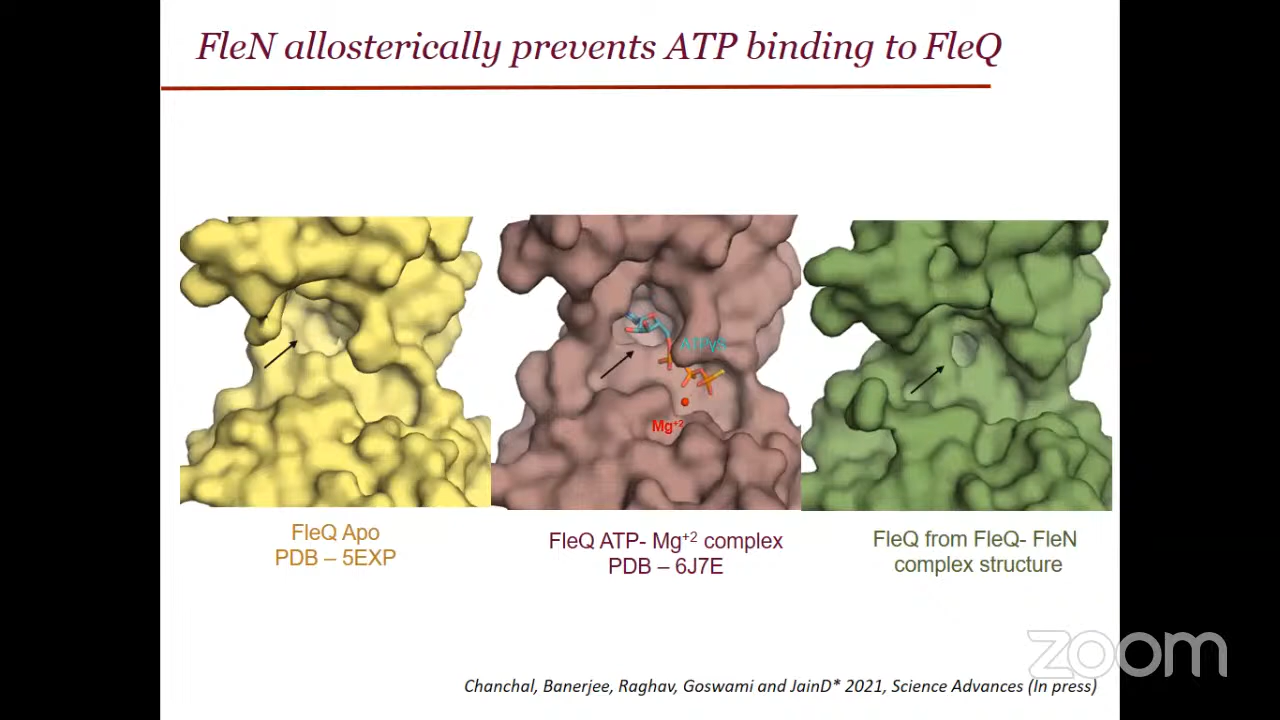 FleN allosterically prevents ATP binding to FleQ
ATPγS
Mg+2
FleQ Apo
PDB – 5EXP
FleQ ATP- Mg+2 complex
PDB – 6J7E
FleQ from FleQ- FleN
complex structure
zoom
Chanchal, Banerjee, Raghav, Goswami and JainD* 2021, Science Advances (In press)